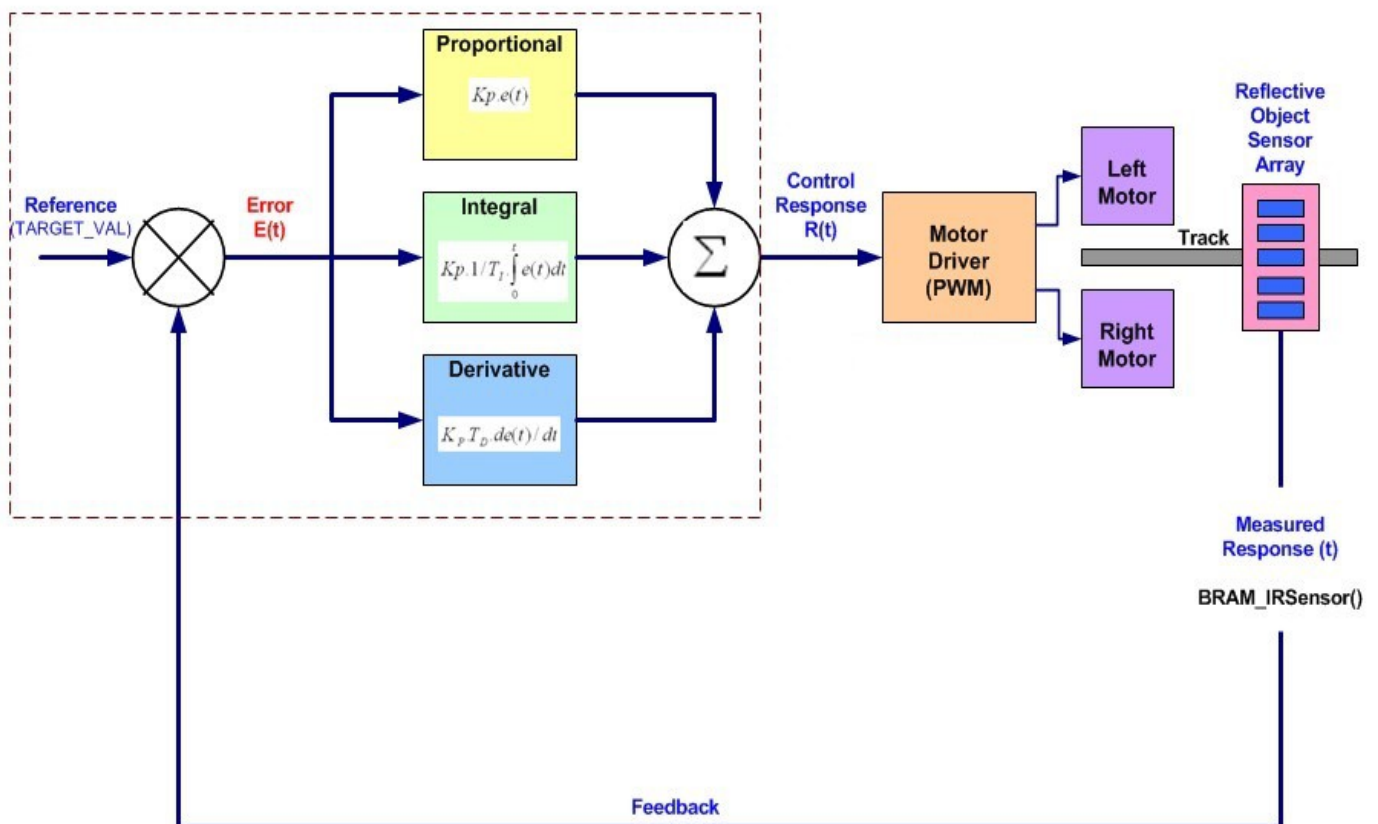 Proportional
Kp.e(t)
Reference
(TARGET_VAL)
Error
E(t)
Integral
Kp.1/T_I.∫_0^t e(t)dt
Derivative
K_P.T_D.de(t)/dt
Σ
Control
Response
R(t)
Motor
Driver
(PWM)
Left
Motor
Right
Motor
Track
Reflective
Object
Sensor
Array
Measured
Response (t)
BRAM_IRSensor()
Feedback